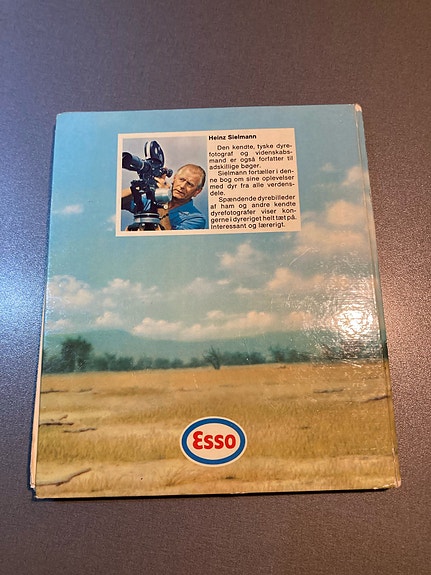 Heinz Sielmann
Den kendte, tyske dyre-
fotograf og videnskabs-
mand er også forfatter til
adskillige bøger.
Sielmann fortæller i den-
ne bog om sine oplevelser
med dyr fra alle verdens-
dele.
Spændende dyrebilleder
af ham og andre kendte
dyrefotografer viser kon-
gerne i dyreriget helt tæt på.
Interessant og lærerigt.
Esso